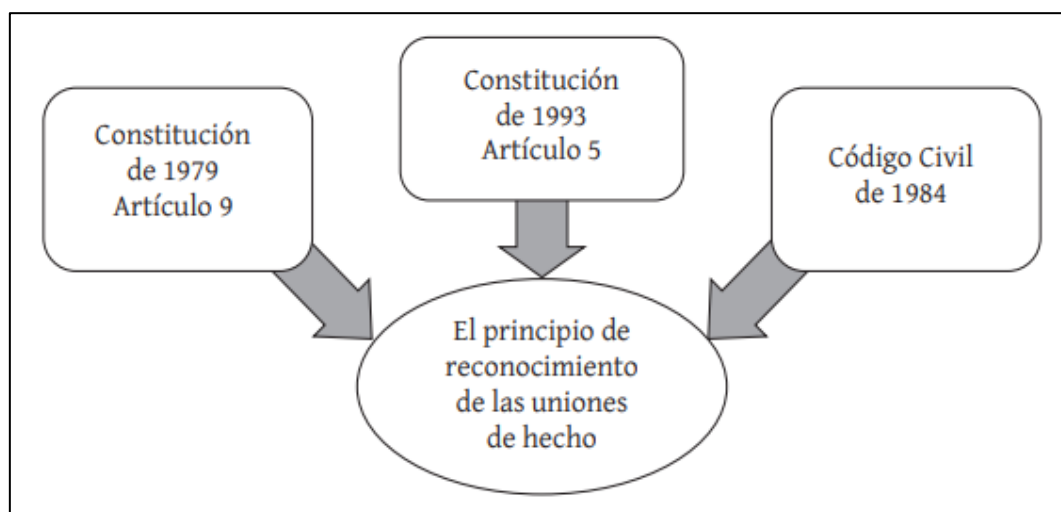 Constitución
de 1979
Artículo 9
Constitución
de 1993
Artículo 5
Código Civil
de 1984
El principio de
reconocimiento
de las uniones
de hecho